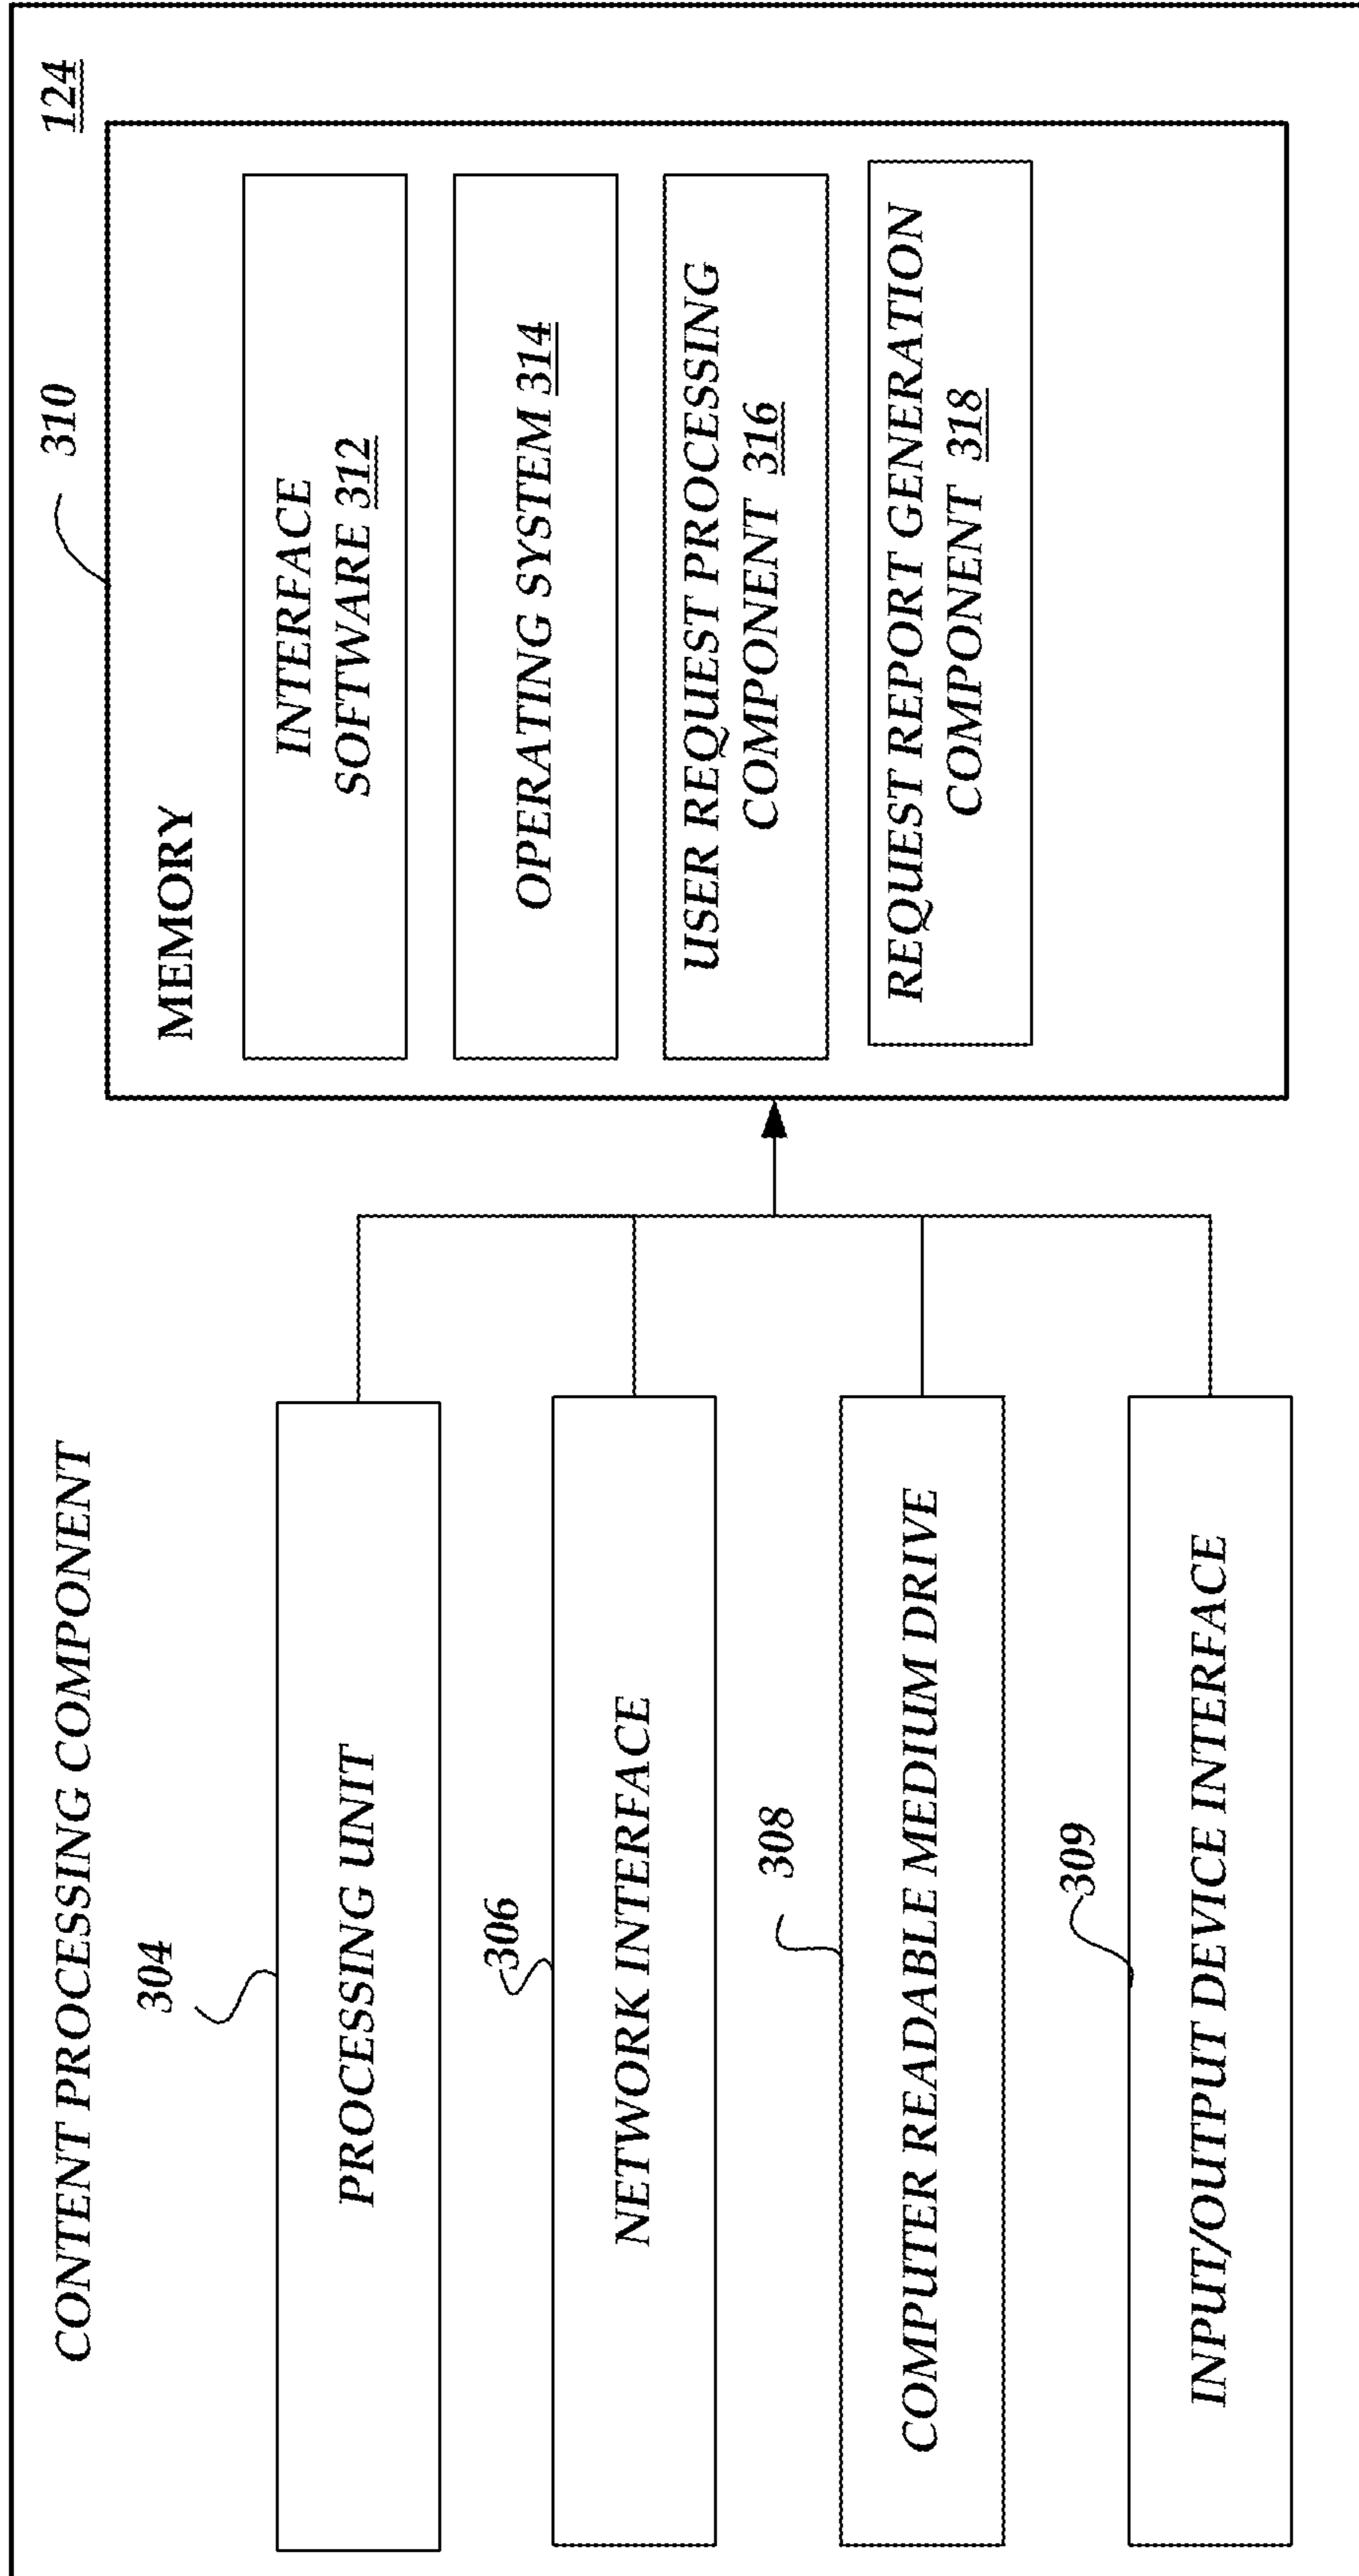 CONTENT PROCESSING COMPONENT
124
304
PROCESSING UNIT
306
NETWORK INTERFACE
308
COMPUTER READABLE MEDIUM DRIVE
309
INPUT/OUTPUT DEVICE INTERFACE
310
MEMORY
INTERFACE
SOFTWARE 312
OPERATING SYSTEM 314
USER REQUEST PROCESSING
COMPONENT 316
REQUEST REPORT GENERATION
COMPONENT 318